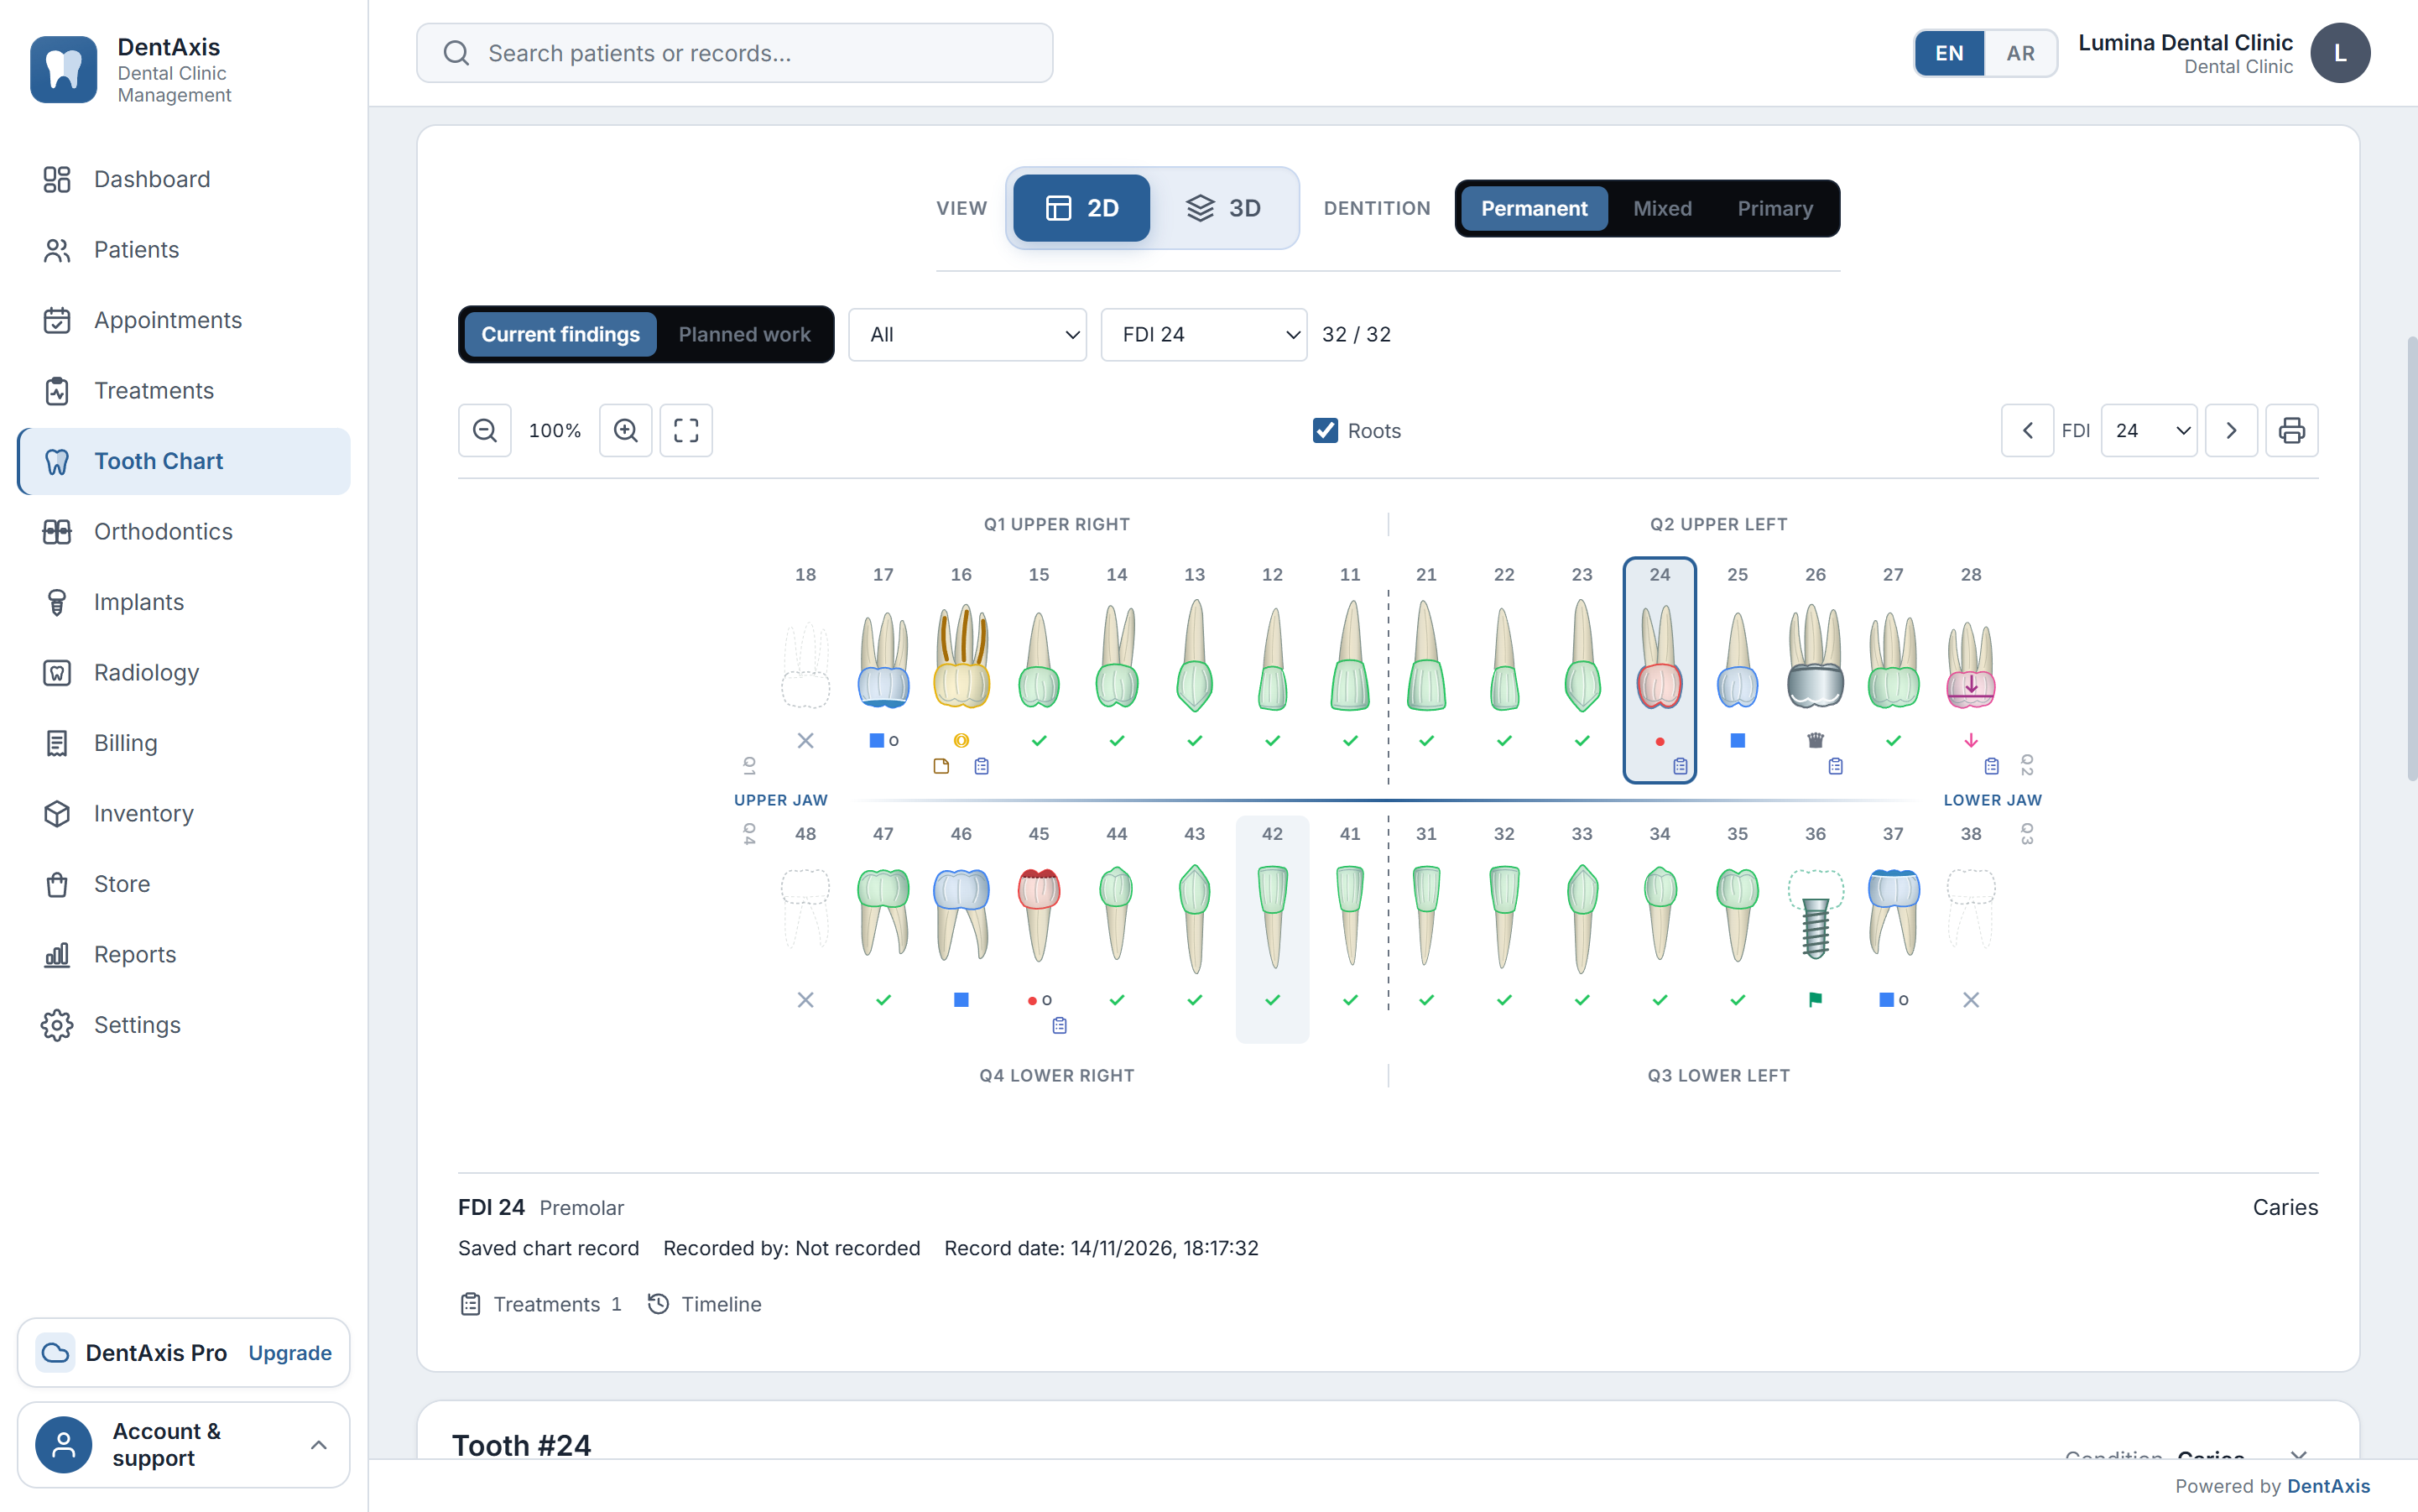 DentAxis
Dental Clinic
Management
Search patients or records...
EN
AR
Lumina Dental Clinic
Dental Clinic
L
Dashboard
Patients
Appointments
Treatments
Tooth Chart
Orthodontics
Implants
Radiology
Billing
Inventory
Store
Reports
Settings
DentAxis Pro
Upgrade
Account &
support
VIEW
2D
3D
DENTITION
Permanent
Mixed
Primary
Current findings
Planned work
All
FDI 24
32 / 32
100%
Roots
FDI
24
Q1 UPPER RIGHT
Q2 UPPER LEFT
18 17 16 15 14 13 12 11 21 22 23 24 25 26 27 28
O
Q1
Q2
UPPER JAW
LOWER JAW
Q4
Q3
48 47 46 45 44 43 42 41 31 32 33 34 35 36 37 38
O
O
Q4 LOWER RIGHT
Q3 LOWER LEFT
FDI 24 Premolar
Caries
Saved chart record Recorded by: Not recorded Record date: 14/11/2026, 18:17:32
Treatments 1
Timeline
Tooth #24
Condition Caries
Powered by DentAxis